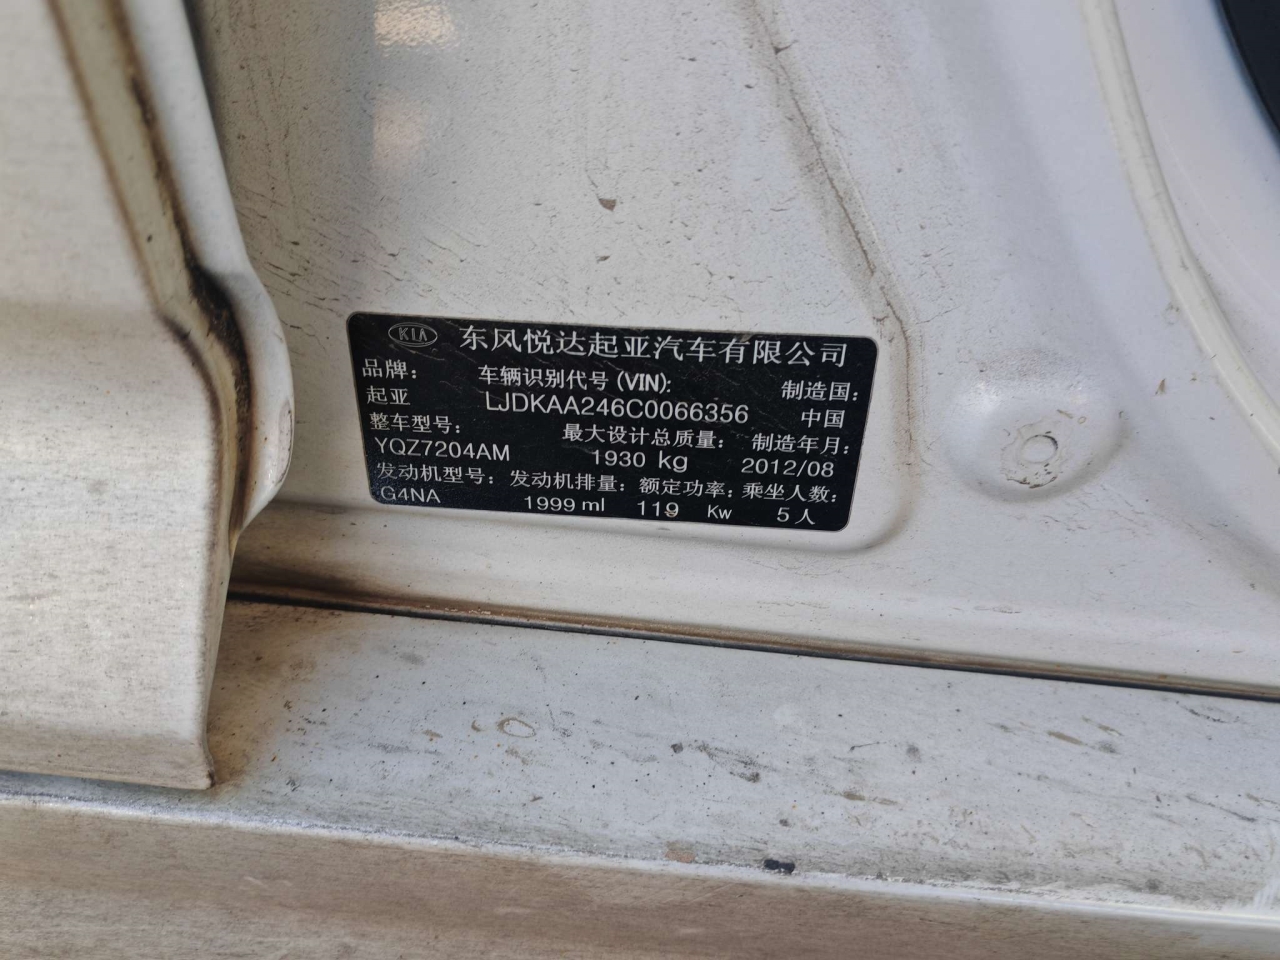 KIA 东风悦达起亚汽车有限公司
品牌： 车辆识别代号 (VIN): 制造国：
起亚 LJDKAA246C0066356 中国
整车型号： 最大设计总质量： 制造年月：
YQZ7204AM 1930 kg 2012/08
发动机型号： 发动机排量： 额定功率： 乘坐人数：
G4NA 1999 ml 119 Kw 5 人